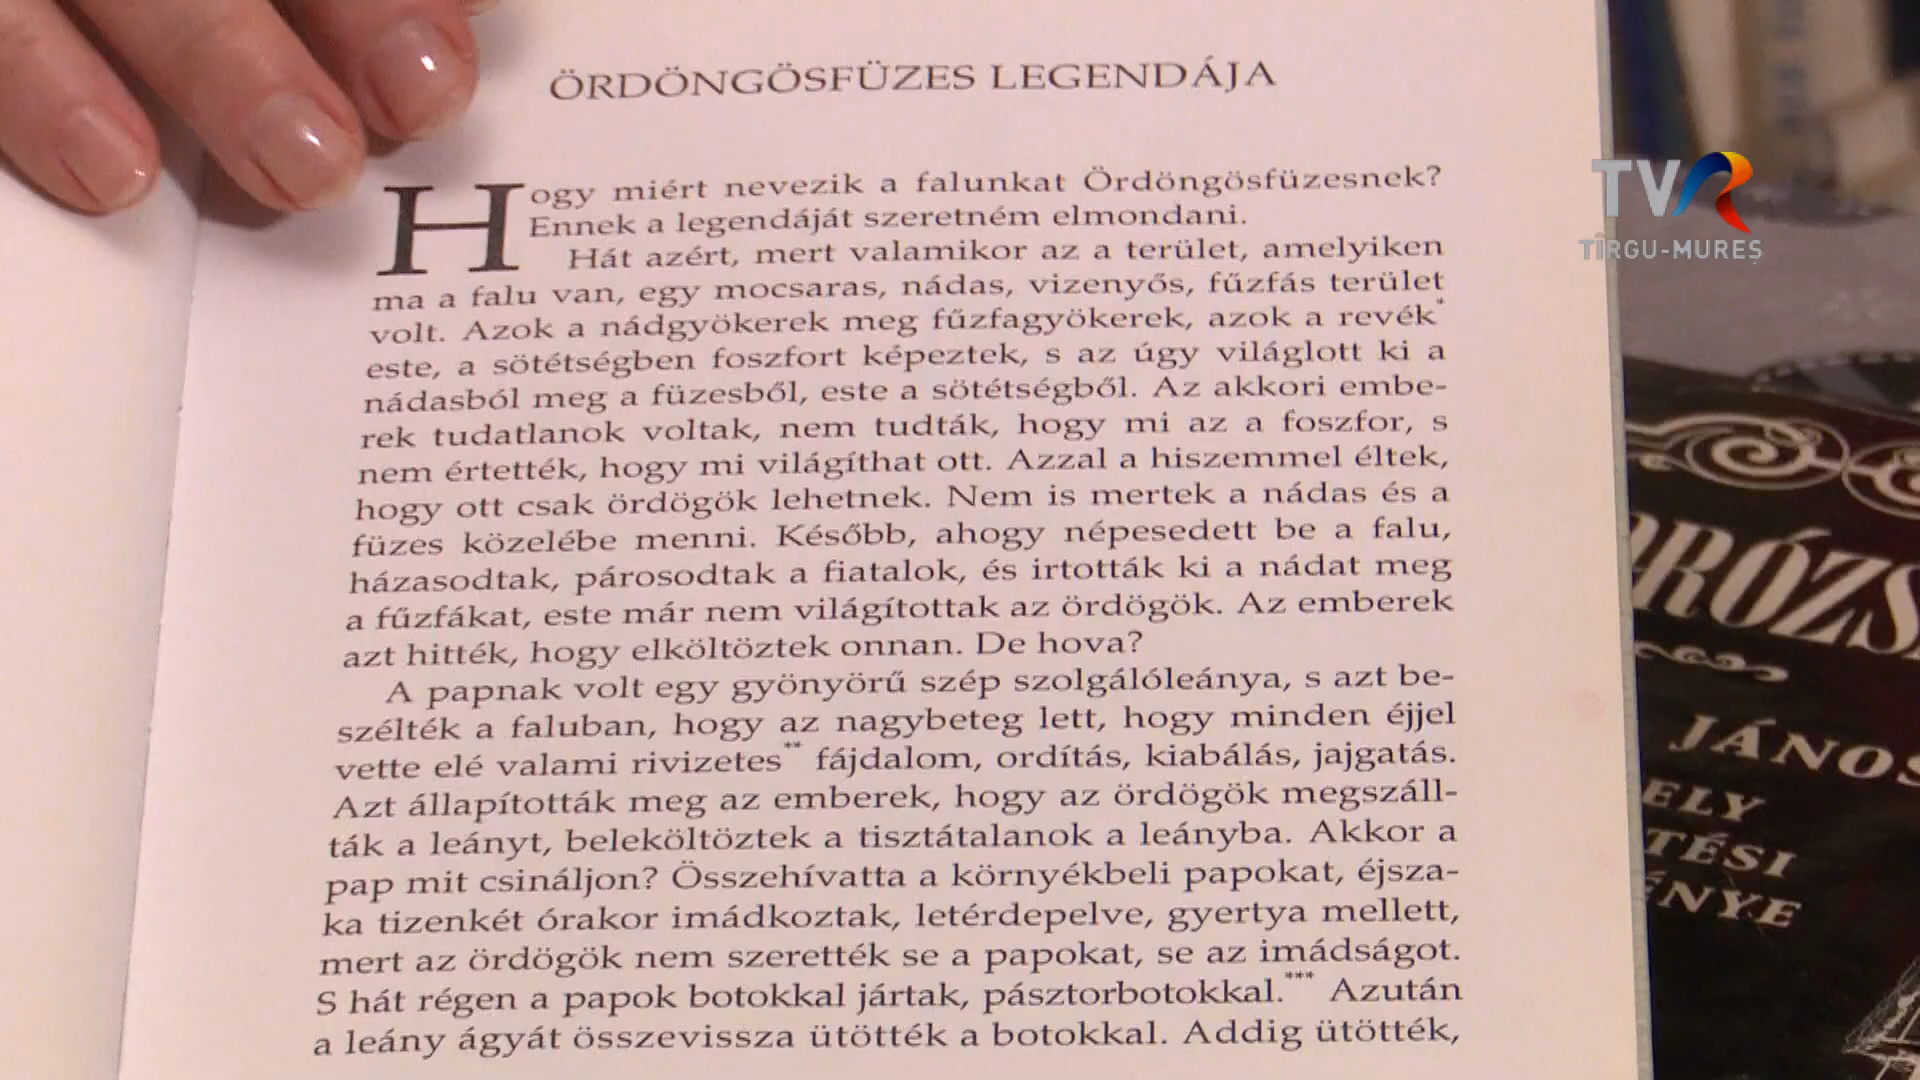 ÖRDÖNGÖSFÜZES LEGENDÁJA
Hogy miért nevezik a falunkat Ördöngösfüzesnek?
Ennek a legendáját szeretném elmondani.
Hát azért, mert valamikor az a terület, amelyiken
ma a falu van, egy mocsaras, nádas, vizenyős, fűzfás terület
volt. Azok a nádgyökerek meg fűzfagyökerek, azok a revék*
este, a sötétségben foszfort képeztek, s az úgy világlott ki a
nádasból meg a füzesből, este a sötétségből. Az akkori embe-
rek tudatlanok voltak, nem tudták, hogy mi az a foszfor, s
nem értették, hogy mi világíthat ott. Azzal a hiszemmel éltek,
hogy ott csak ördögök lehetnek. Nem is mertek a nádas és a
füzes közelébe menni. Később, ahogy népesedett be a falu,
házasodtak, párosodtak a fiatalok, és irtották ki a nádat meg
a fűzfákat, este már nem világítottak az ördögök. Az emberek
azt hitték, hogy elköltöztek onnan. De hova?
A papnak volt egy gyönyörű szép szolgálóleánya, s azt be-
szélték a faluban, hogy az nagybeteg lett, hogy minden éjjel
vette elé valami rivizetes** fájdalom, ordítás, kiabálás, jajgatás.
Azt állapították meg az emberek, hogy az ördögök megszáll-
ták a leányt, beleköltöztek a tisztátalanok a leányba. Akkor a
pap mit csináljon? Összehívatta a környékbeli papokat, éjsza-
ka tizenkét órakor imádkoztak, letérdepelve, gyertya mellett,
mert az ördögök nem szerették se a papokat, se az imádságot.
S hát régen a papok botokkal jártak, pásztorbotokkal.*** Azután
a leány ágyát összevissza ütötték a botokkal. Addig ütötték,
TVR
TÎRGU-MUREȘ
RÓZS
JÁNOS
ELY
TÉSI
ÉNYE